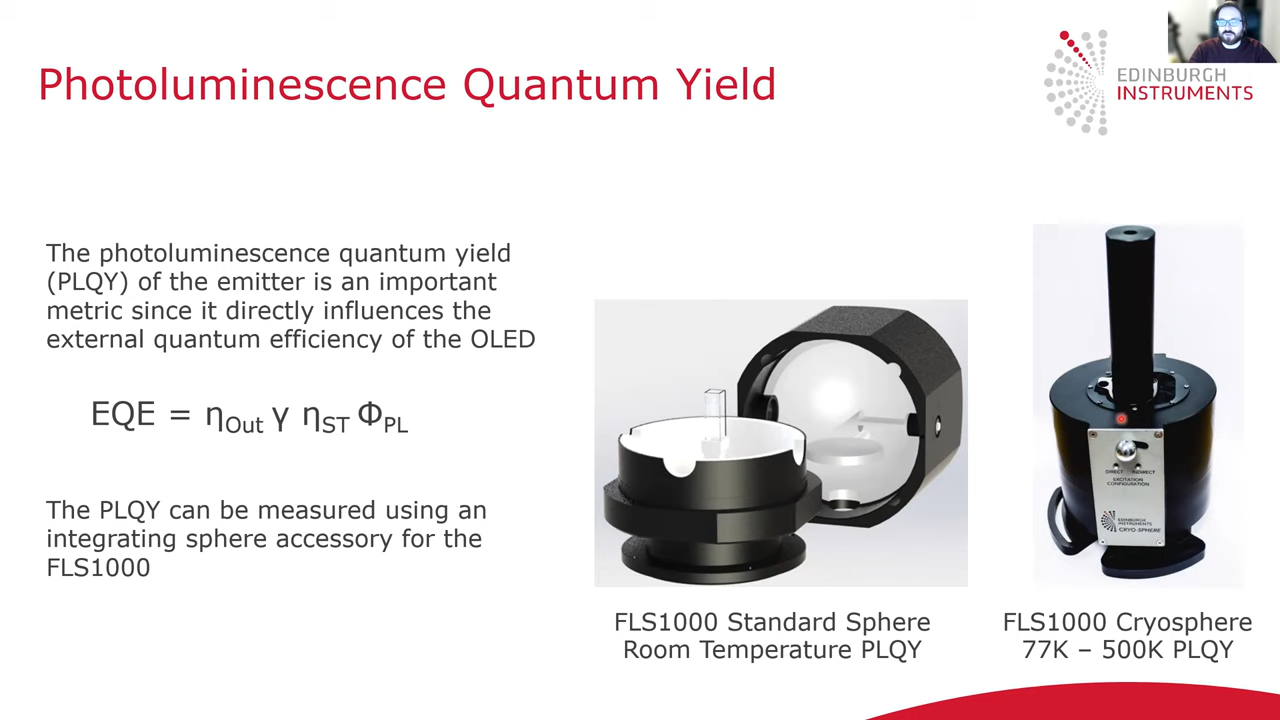 Photoluminescence Quantum Yield
EDINBURGH
INSTRUMENTS
The photoluminescence quantum yield
(PLQY) of the emitter is an important
metric since it directly influences the
external quantum efficiency of the OLED
EQE = ηOut γ ηST ΦPL
The PLQY can be measured using an
integrating sphere accessory for the
FLS1000
DIRECT INDIRECT
EXCITATION
CONFIGURATION
EDINBURGH
INSTRUMENTS
CRYO-SPHERE
FLS1000 Standard Sphere
Room Temperature PLQY
FLS1000 Cryosphere
77K – 500K PLQY